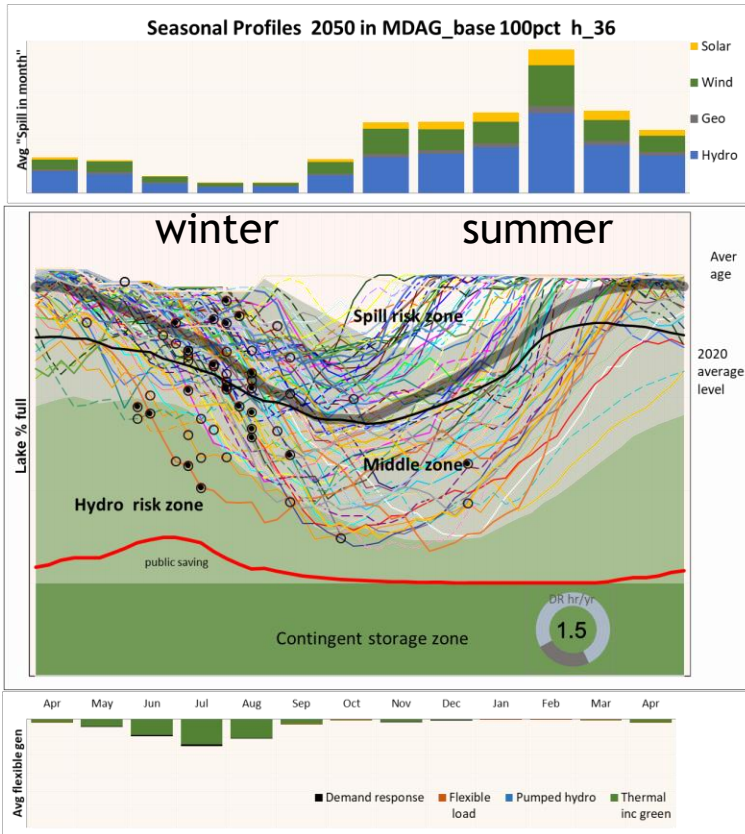 Seasonal Profiles 2050 in MDAG_base 100pct h_36
Avg "Spill in month"
Solar
Wind
Geo
Hydro
winter
summer
Aver
age
Spill risk zone
2020
average
level
Lake % full
Middle zone
Hydro risk zone
public saving
DR hr/yr
1.5
Contingent storage zone
Apr May Jun Jul Aug Sep Oct Nov Dec Jan Feb Mar Apr
Avg flexible gen
Demand response
Flexible
load
Pumped hydro
Thermal
inc green